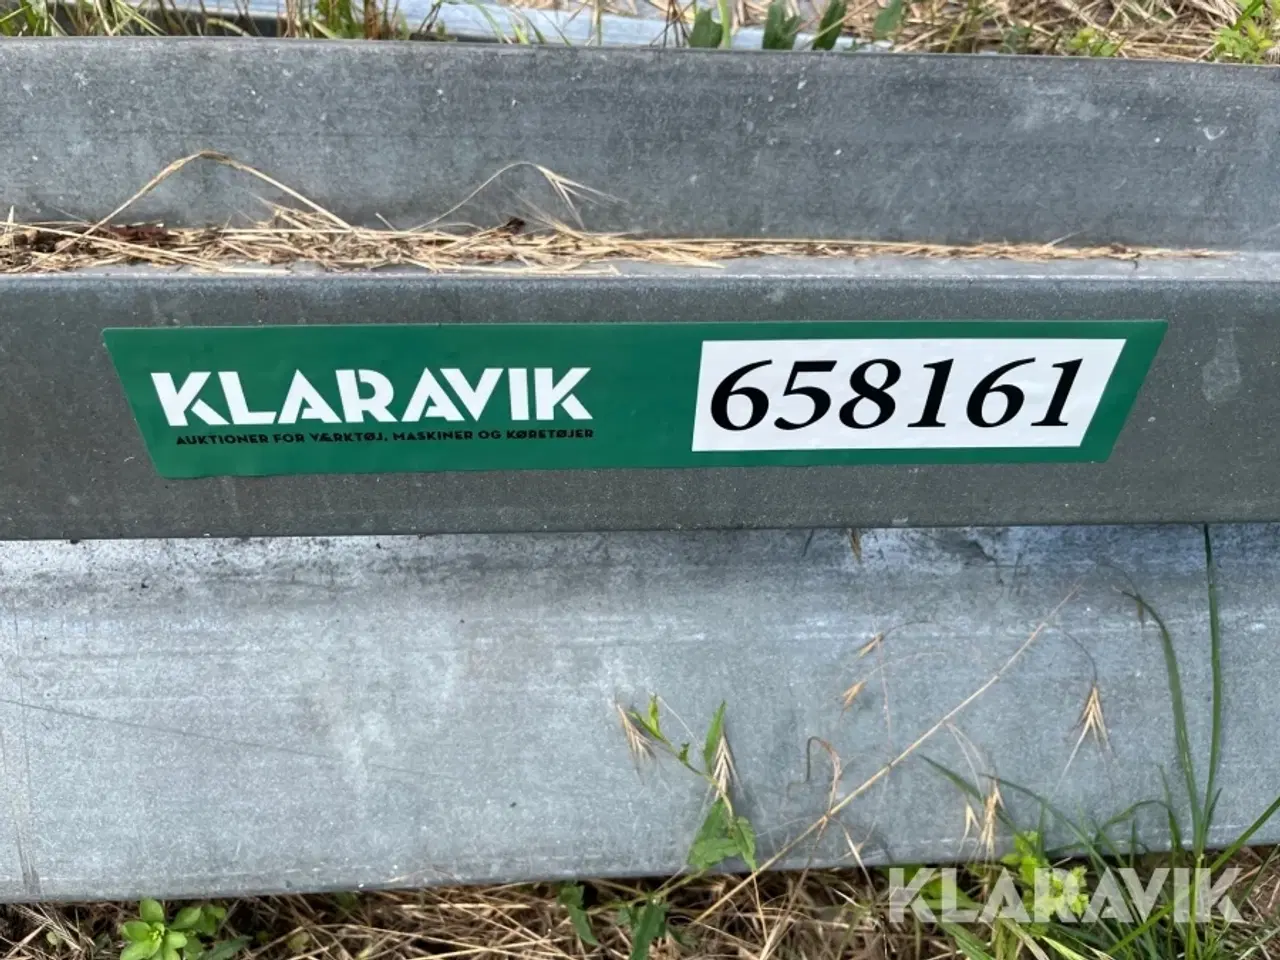 KLARAVIK
AUKTIONER FOR VÆRKTØJ, MASKINER OG KØRETØJER
658161
KLARAVIK